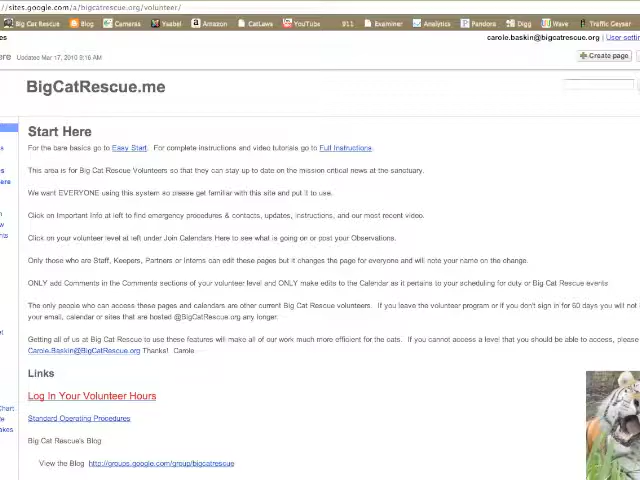 //sites.google.com/a/bigcatrescue.org/volunteer/
Big Cat Rescue Blog Cameras Ysabel Amazon CatLaws YouTube 911 Examiner Analytics Pandora Digg Wave Traffic Geyser
carole.baskin@bigcatrescue.org | User settin
ere Updated Mar 17, 2010 9:16 AM
Create page
BigCatRescue.me
Start Here
For the bare basics go to Easy Start. For complete instructions and video tutorials go to Full Instructions.
This area is for Big Cat Rescue Volunteers so that they can stay up to date on the mission critical news at the sanctuary.
We want EVERYONE using this system so please get familiar with this site and put it to use.
Click on Important Info at left to find emergency procedures & contacts, updates, instructions, and our most recent video.
Click on your volunteer level at left under Join Calendars Here to see what is going on or post your Observations.
Only those who are Staff, Keepers, Partners or Interns can edit these pages but it changes the page for everyone and will note your name on the change.
ONLY add Comments in the Comments sections of your volunteer level and ONLY make edits to the Calendar as it pertains to your scheduling for duty or Big Cat Rescue events
The only people who can access these pages and calendars are other current Big Cat Rescue volunteers. If you leave the volunteer program or if you don't sign in for 60 days you will not
your email, calendar or sites that are hosted @BigCatRescue.org any longer.
Getting all of us at Big Cat Rescue to use these features will make all of our work much more efficient for the cats. If you cannot access a level that you should be able to access, please
Carole.Baskin@BigCatRescue.org Thanks! Carole
Links
Log In Your Volunteer Hours
Standard Operating Procedures
Big Cat Rescue's Blog
View the Blog http://groups.google.com/group/bigcatrescue